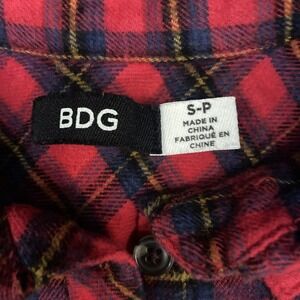 BDG
S-P
MADE IN
CHINA
FABRIQUÉ EN
CHINE